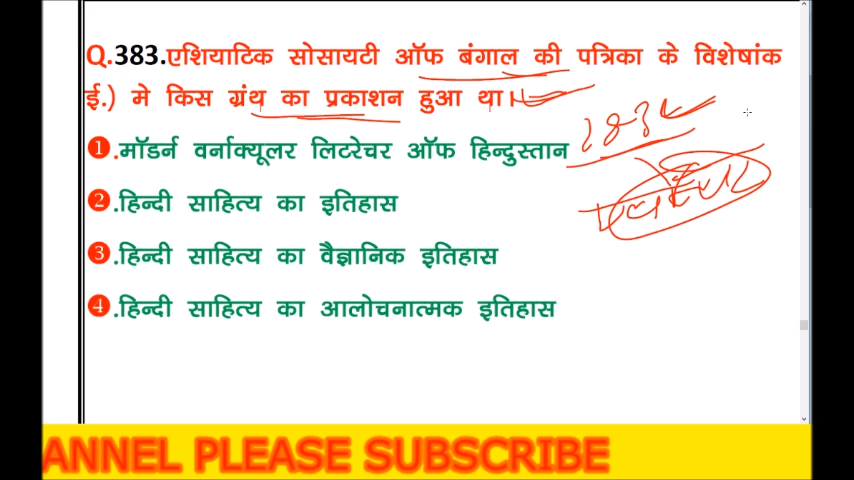 Q.383.एशियाटिक सोसायटी ऑफ बंगाल की पत्रिका के विशेषांक
ई.) मे किस ग्रंथ का प्रकाशन हुआ था।
1.मॉडर्न वर्नाक्यूलर लिटरेचर ऑफ हिन्दुस्तान
2.हिन्दी साहित्य का इतिहास
3.हिन्दी साहित्य का वैज्ञानिक इतिहास
4.हिन्दी साहित्य का आलोचनात्मक इतिहास
ANNEL PLEASE SUBSCRIBE